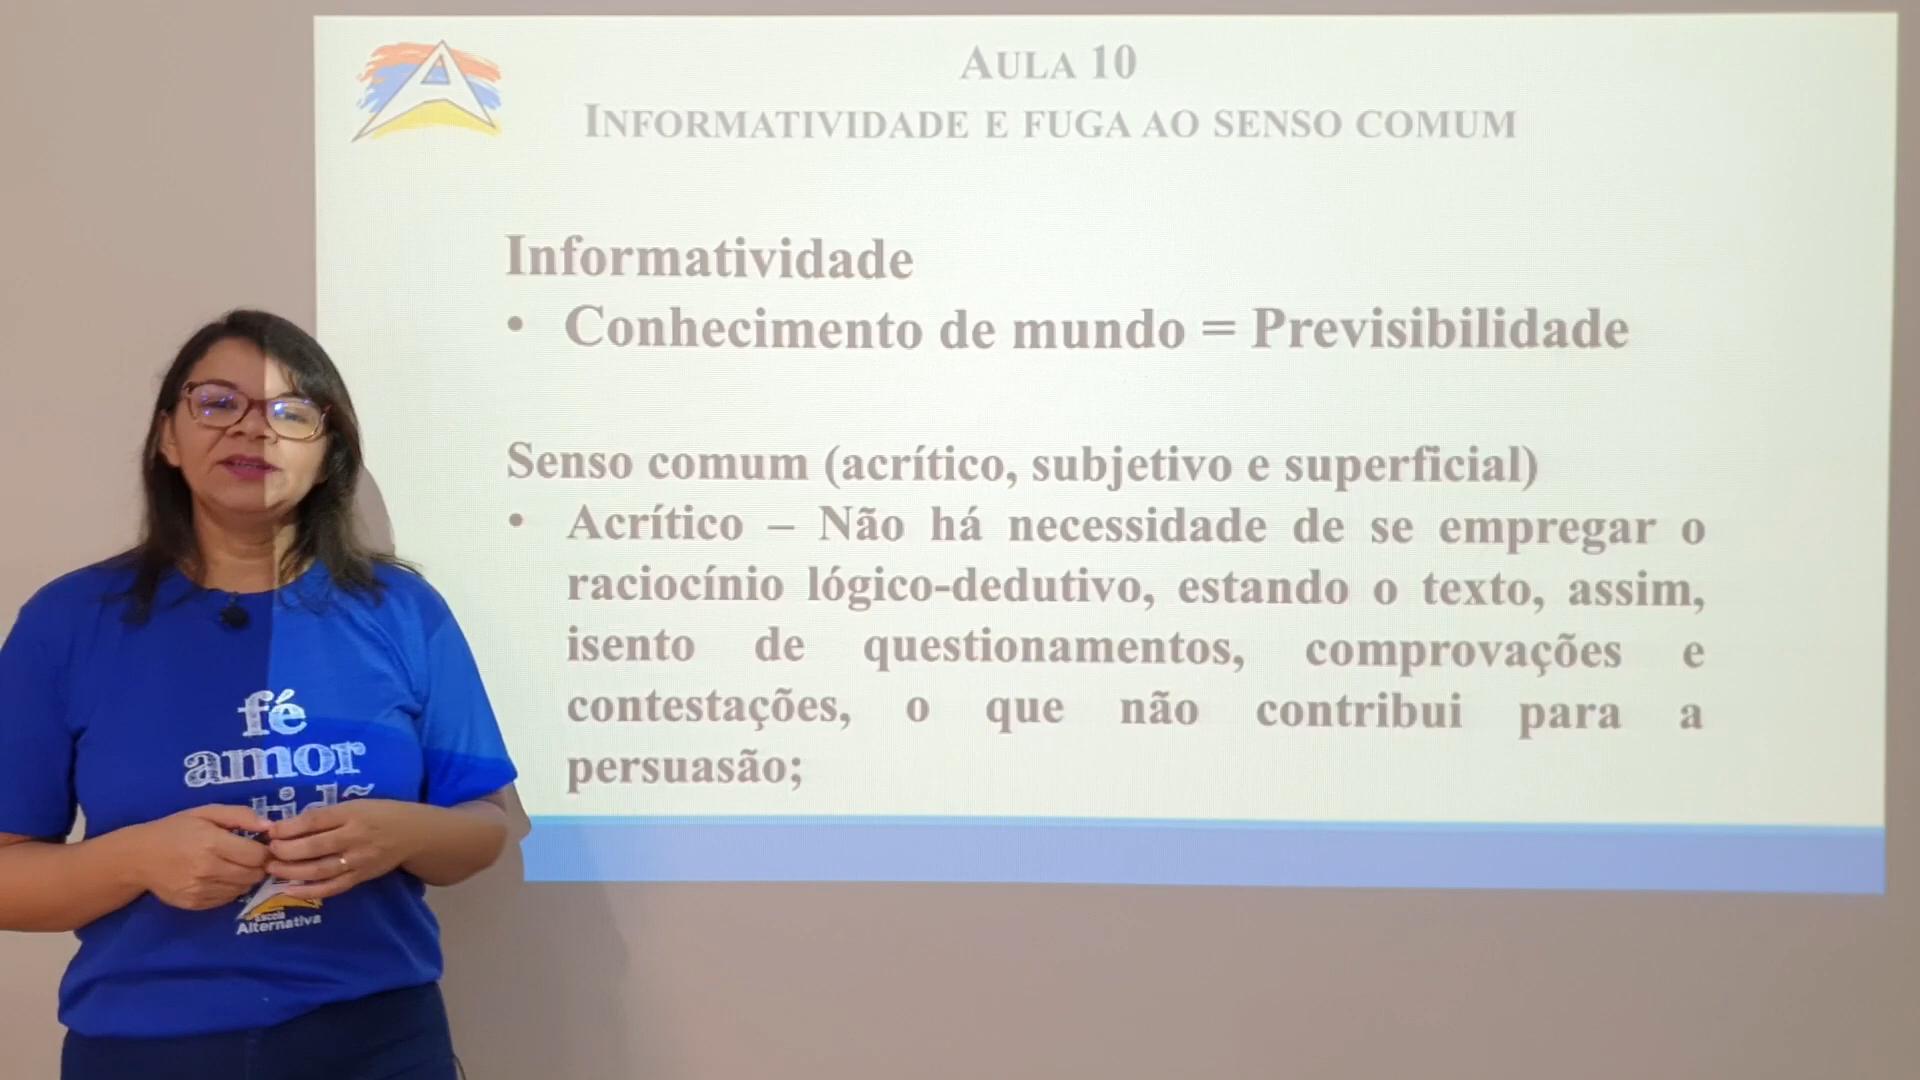 AULA 10
INFORMATIVIDADE E FUGA AO SENSO COMUM
Informatividade
• Conhecimento de mundo = Previsibilidade
Senso comum (acrítico, subjetivo e superficial)
• Acrítico – Não há necessidade de se empregar o
raciocínio lógico-dedutivo, estando o texto, assim,
isento de questionamentos, comprovações e
contestações, o que não contribui para a
persuasão;
fé
amor
Escola
Alternativa